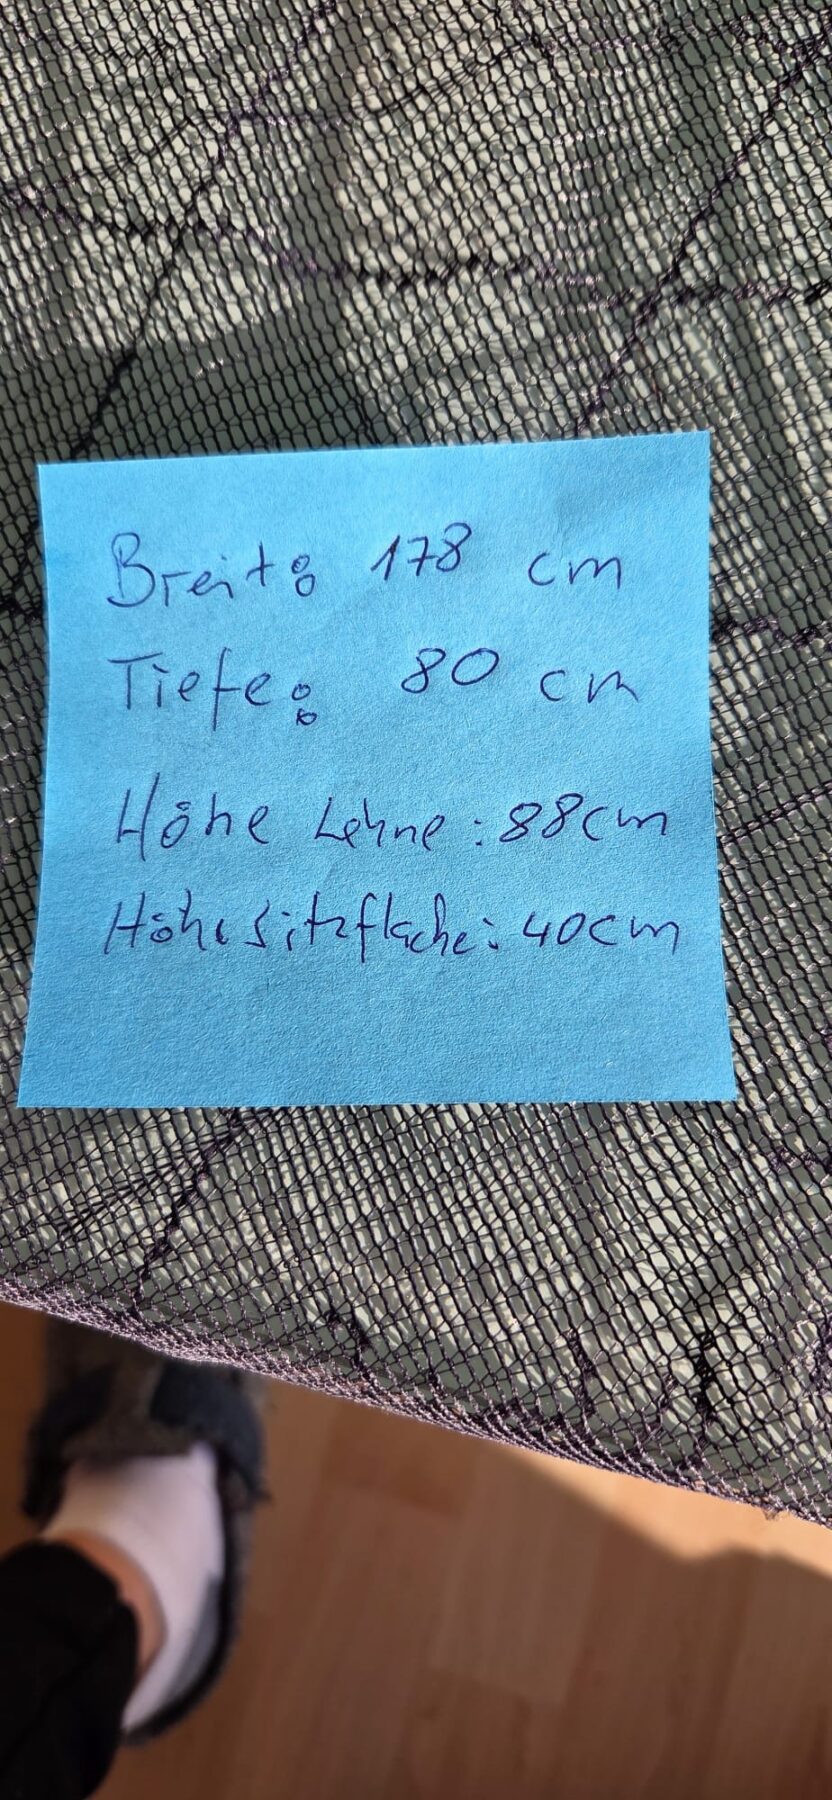 Breite: 178 cm
Tiefe: 80 cm
Höhe Lehne: 88cm
Höhe Sitzfläche: 40cm